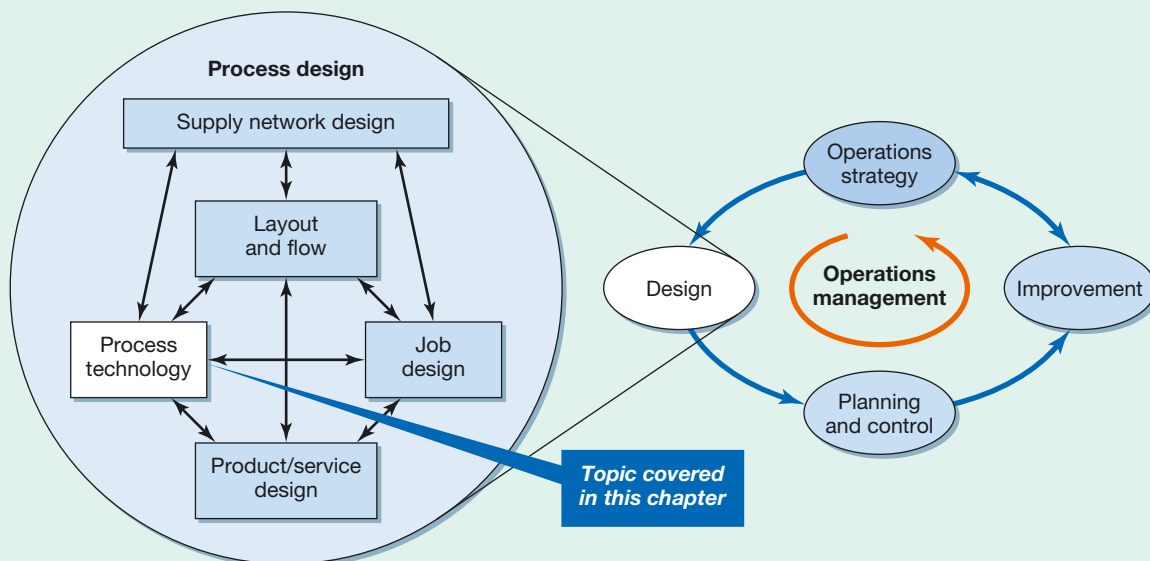 Process design
Supply network design
Layout
and flow
Process
technology
Job
design
Product/service
design
Topic covered
in this chapter
Operations
strategy
Design
Operations
management
Improvement
Planning
and control